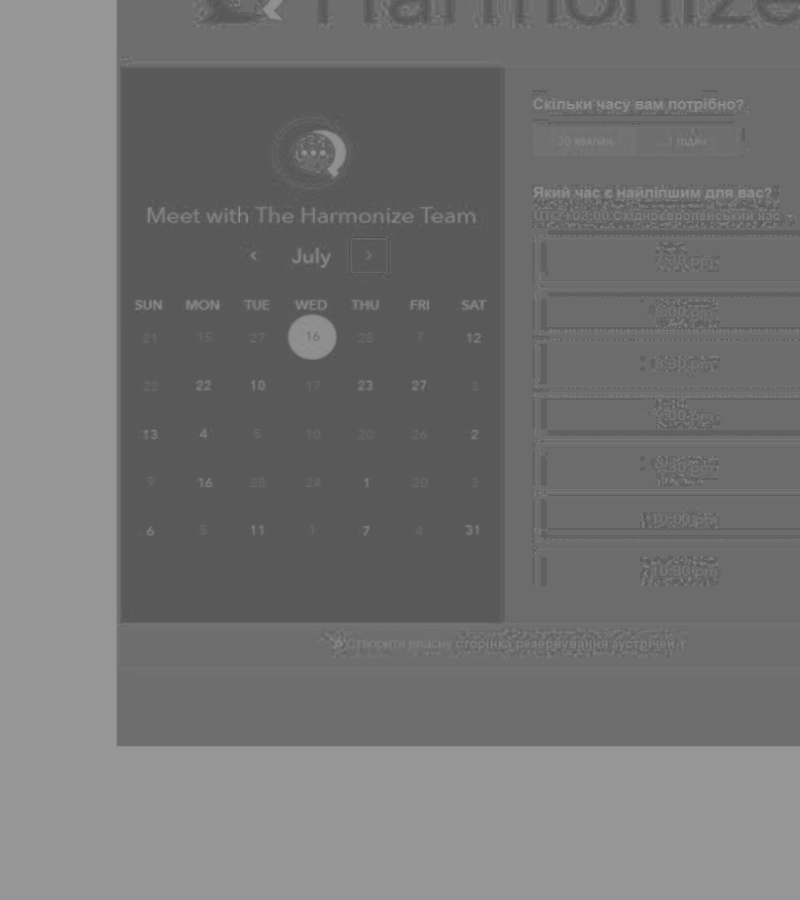 Harmonize
Meet with The Harmonize Team
‹ July ›
SUN MON TUE WED THU FRI SAT
21 15 27 16 28 7 12
22 22 10 17 23 27 3
13 4 5 10 20 26 2
9 16 28 24 1 20 3
6 5 11 1 7 4 31
Скільки часу вам потрібно?
30 хвилин 1 годин
Який час є найліпшим для вас?
UTC +03:00 Східноєвропейський час
7:30 pm
8:00 pm
8:30 pm
9:00 pm
9:30 pm
10:00 pm
10:30 pm
Створити власну сторінка резервування зустрічей